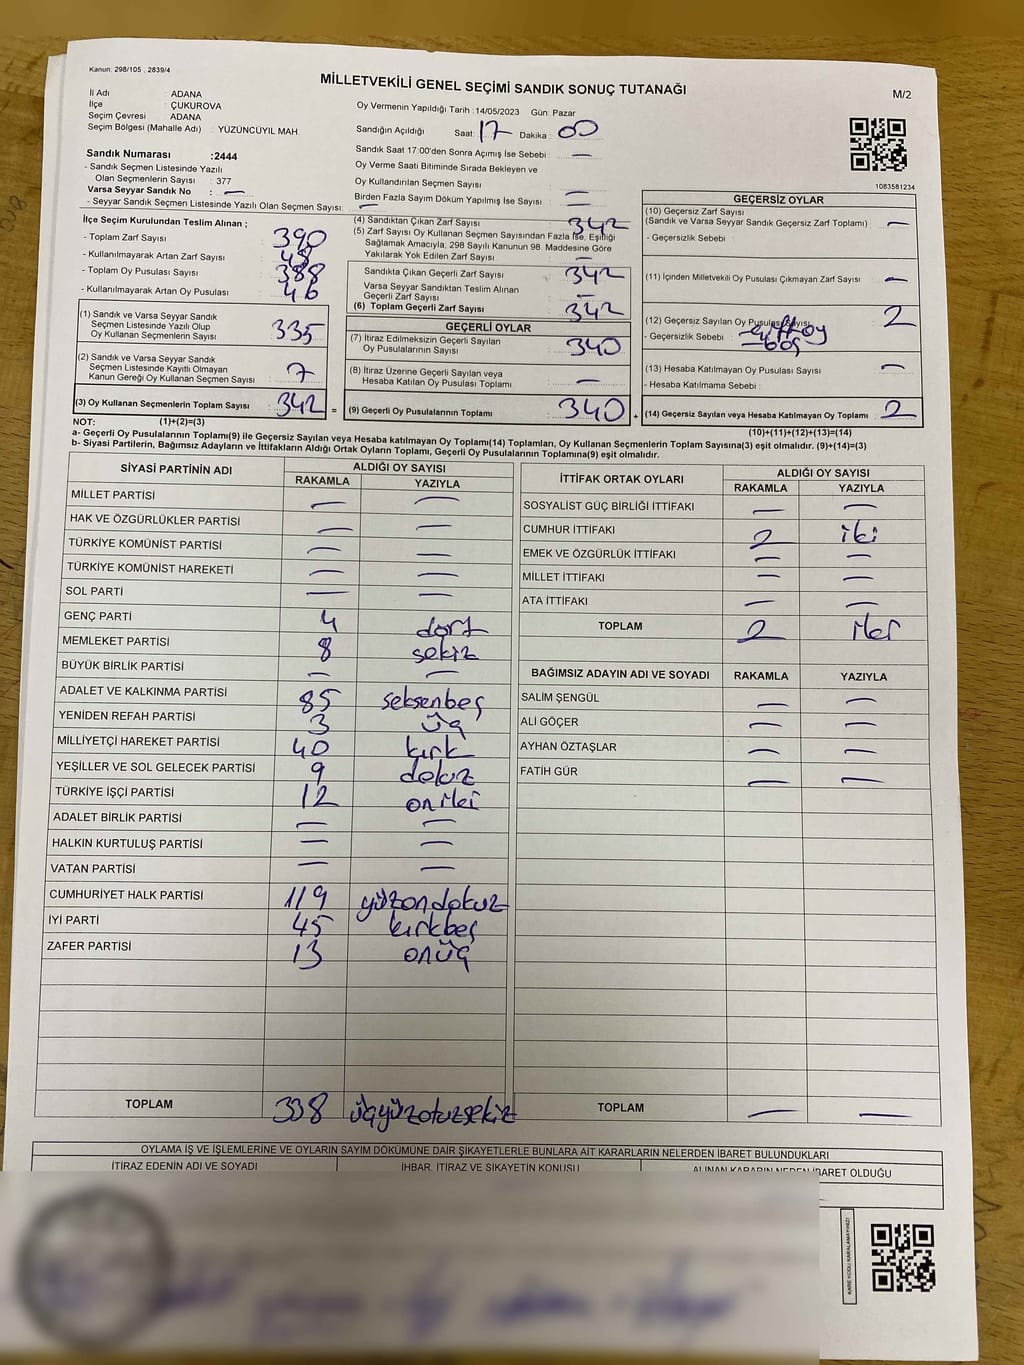 Kanun: 298/105 , 2839/4
MİLLETVEKİLİ GENEL SEÇİMİ SANDIK SONUÇ TUTANAĞI
M/2
İl Adı : ADANA
İlçe : ÇUKUROVA
Seçim Çevresi : ADANA
Seçim Bölgesi (Mahalle Adı) : YÜZÜNCÜYIL MAH
Oy Vermenin Yapıldığı Tarih :14/05/2023 Gün: Pazar
Sandığın Açıldığı Saat: 17 Dakika : 00
Sandık Saat 17:00'den Sonra Açımış İse Sebebi : —
Oy Verme Saati Bitiminde Sırada Bekleyen ve
Oy Kullandırılan Seçmen Sayısı : —
Birden Fazla Sayım Döküm Yapılmış İse Sayısı : —
1083581234
Sandık Numarası :2444
- Sandık Seçmen Listesinde Yazılı
Olan Seçmenlerin Sayısı : 377
Varsa Seyyar Sandık No : —
- Seyyar Sandık Seçmen Listesinde Yazılı Olan Seçmen Sayısı: —
İlçe Seçim Kurulundan Teslim Alınan ;
- Toplam Zarf Sayısı : 390
- Kullanılmayarak Artan Zarf Sayısı : 48
- Toplam Oy Pusulası Sayısı : 388
- Kullanılmayarak Artan Oy Pusulası : 46
(1) Sandık ve Varsa Seyyar Sandık
Seçmen Listesinde Yazılı Olup
Oy Kullanan Seçmenlerin Sayısı : 335
(2) Sandık ve Varsa Seyyar Sandık
Seçmen Listesinde Kayıtlı Olmayan
Kanun Gereği Oy Kullanan Seçmen Sayısı : 7
(3) Oy Kullanan Seçmenlerin Toplam Sayısı : 342 =
(4) Sandıktan Çıkan Zarf Sayısı : 342
(5) Zarf Sayısı Oy Kullanan Seçmen Sayısından Fazla İse, Eşitliği
Sağlamak Amacıyla, 298 Sayılı Kanunun 98. Maddesine Göre
Yakılarak Yok Edilen Zarf Sayısı : —
Sandıkta Çıkan Geçerli Zarf Sayısı : 342
Varsa Seyyar Sandıktan Teslim Alınan
Geçerli Zarf Sayısı : —
(6) Toplam Geçerli Zarf Sayısı : 342
GEÇERLİ OYLAR
(7) İtiraz Edilmeksizin Geçerli Sayılan
Oy Pusulalarının Sayısı : 340
(8) İtiraz Üzerine Geçerli Sayılan veya
Hesaba Katılan Oy Pusulası Toplamı : —
(9) Geçerli Oy Pusulalarının Toplamı : 340 +
GEÇERSİZ OYLAR
(10) Geçersiz Zarf Sayısı
(Sandık ve Varsa Seyyar Sandık Geçersiz Zarf Toplamı) : —
- Geçersizlik Sebebi :
(11) İçinden Milletvekili Oy Pusulası Çıkmayan Zarf Sayısı : —
(12) Geçersiz Sayılan Oy Pusulası Sayısı : 2
- Geçersizlik Sebebi : -çift oy
-boş
(13) Hesaba Katılmayan Oy Pusulası Sayısı : —
- Hesaba Katılmama Sebebi :
(14) Geçersiz Sayılan veya Hesaba Katılmayan Oy Toplamı : 2
NOT: (1)+(2)=(3) (10)+(11)+(12)+(13)=(14)
a- Geçerli Oy Pusulalarının Toplamı(9) ile Geçersiz Sayılan veya Hesaba katılmayan Oy Toplamı(14) Toplamları, Oy Kullanan Seçmenlerin Toplam Sayısına(3) eşit olmalıdır. (9)+(14)=(3)
b- Siyasi Partilerin, Bağımsız Adayların ve İttifakların Aldığı Ortak Oyların Toplamı, Geçerli Oy Pusulalarının Toplamına(9) eşit olmalıdır.
SİYASİ PARTİNİN ADI ALDIĞI OY SAYISI
RAKAMLA YAZIYLA
MİLLET PARTİSİ — —
HAK VE ÖZGÜRLÜKLER PARTİSİ — —
TÜRKİYE KOMÜNİST PARTİSİ — —
TÜRKİYE KOMÜNİST HAREKETİ — —
SOL PARTİ — —
GENÇ PARTİ 4 dört
MEMLEKET PARTİSİ 8 sekiz
BÜYÜK BİRLİK PARTİSİ — —
ADALET VE KALKINMA PARTİSİ 85 seksenbeş
YENİDEN REFAH PARTİSİ 3 üç
MİLLİYETÇİ HAREKET PARTİSİ 40 kırk
YEŞİLLER VE SOL GELECEK PARTİSİ 9 dokuz
TÜRKİYE İŞÇİ PARTİSİ 12 oniki
ADALET BİRLİK PARTİSİ — —
HALKIN KURTULUŞ PARTİSİ — —
VATAN PARTİSİ — —
CUMHURİYET HALK PARTİSİ 119 yüzondokuz
İYİ PARTİ 45 kırkbeş
ZAFER PARTİSİ 13 onüç
TOPLAM 338 üçyüzotuzsekiz
İTTİFAK ORTAK OYLARI ALDIĞI OY SAYISI
RAKAMLA YAZIYLA
SOSYALİST GÜÇ BİRLİĞİ İTTİFAKI — —
CUMHUR İTTİFAKI 2 iki
EMEK VE ÖZGÜRLÜK İTTİFAKI — —
MİLLET İTTİFAKI — —
ATA İTTİFAKI — —
TOPLAM 2 iki
BAĞIMSIZ ADAYIN ADI VE SOYADI RAKAMLA YAZIYLA
SALİM ŞENGÜL — —
ALİ GÖÇER — —
AYHAN ÖZTAŞLAR — —
FATİH GÜR — —
TOPLAM — —
OYLAMA İŞ VE İŞLEMLERİNE VE OYLARIN SAYIM DÖKÜMÜNE DAİR ŞİKAYETLERLE BUNLARA AİT KARARLARIN NELERDEN İBARET BULUNDUKLARI
İTİRAZ EDENİN ADI VE SOYADI İHBAR, İTİRAZ VE ŞİKAYETİN KONUSU ALINAN KARARIN NEDEN İBARET OLDUĞU
KARE KODU KARALAMAYINIZ!